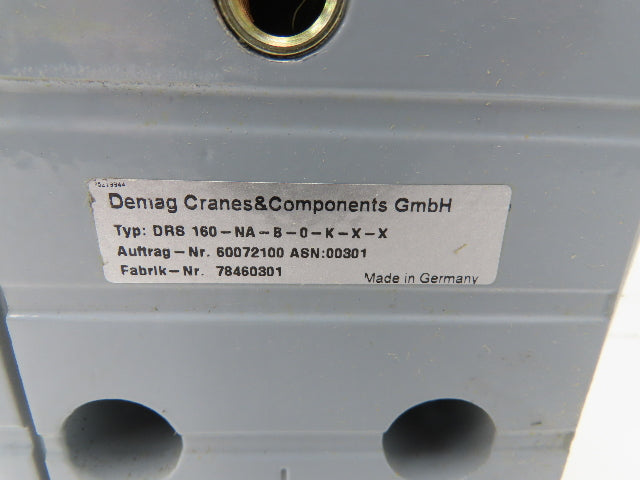 Demag Cranes&Components GmbH
Typ: DRS 160-NA-B-0-K-X-X
Auftrag-Nr. 60072100 ASN:00301
Fabrik-Nr. 78460301
Made in Germany